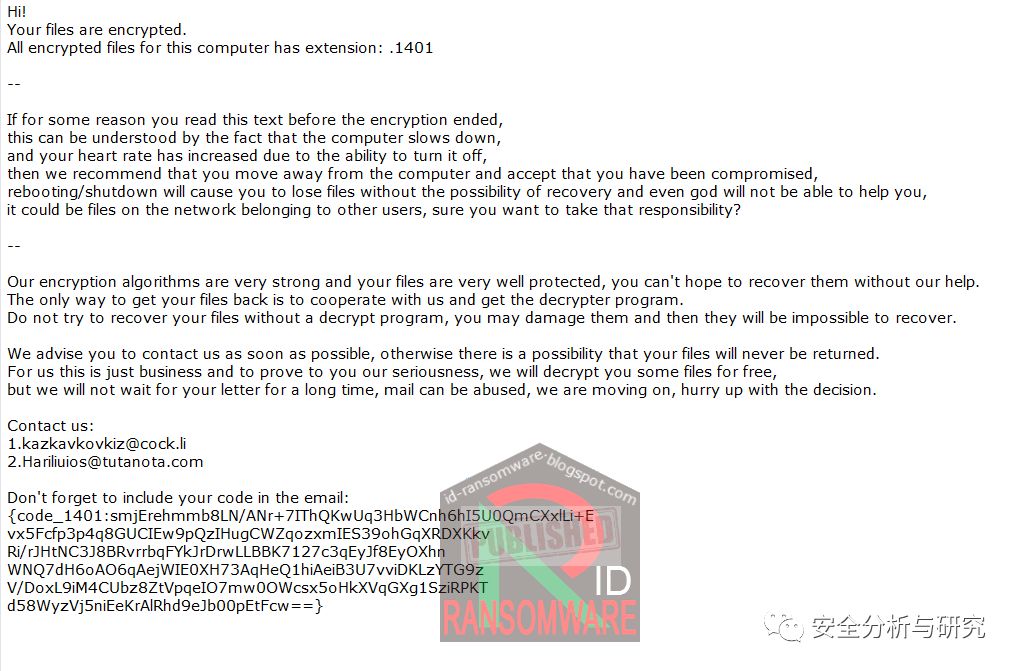 Hi!
Your files are encrypted.
All encrypted files for this computer has extension: .1401
--
If for some reason you read this text before the encryption ended,
this can be understood by the fact that the computer slows down,
and your heart rate has increased due to the ability to turn it off,
then we recommend that you move away from the computer and accept that you have been compromised,
rebooting/shutdown will cause you to lose files without the possibility of recovery and even god will not be able to help you,
it could be files on the network belonging to other users, sure you want to take that responsibility?
--
Our encryption algorithms are very strong and your files are very well protected, you can't hope to recover them without our help.
The only way to get your files back is to cooperate with us and get the decrypter program.
Do not try to recover your files without a decrypt program, you may damage them and then they will be impossible to recover.
We advise you to contact us as soon as possible, otherwise there is a possibility that your files will never be returned.
For us this is just business and to prove to you our seriousness, we will decrypt you some files for free,
but we will not wait for your letter for a long time, mail can be abused, we are moving on, hurry up with the decision.
Contact us:
1.kazkavkovkiz@cock.li
2.Hariliuios@tutanota.com
Don't forget to include your code in the email:
{code_1401:smjErehmmb8LN/ANr+7IThQKwUq3HbWCnh6hI5U0QmCXxlLi+E
vx5Fcfp3p4q8GUCIEw9pQzIHugCWZqozxmIES39ohGqXRDXKkv
Ri/rJHtNC3J8BRvrrbqFYkJrDrwLLBBK7127c3qEyJf8EyOXhn
WNQ7dH6oAO6qAejWIE0XH73AqHeQ1hiAeiB3U7vviDKLzYTG9z
V/DoxL9iM4CUbz8ZtVpqeIO7mw0OWcsx5oHkXVqGXg1SziRPKT
d58WyzVj5niEeKrAlRhd9eJb00pEtFcw==}
id-ransomware.blogspot.com
PUBLISHED
ID
RANSOMWARE
安全分析与研究